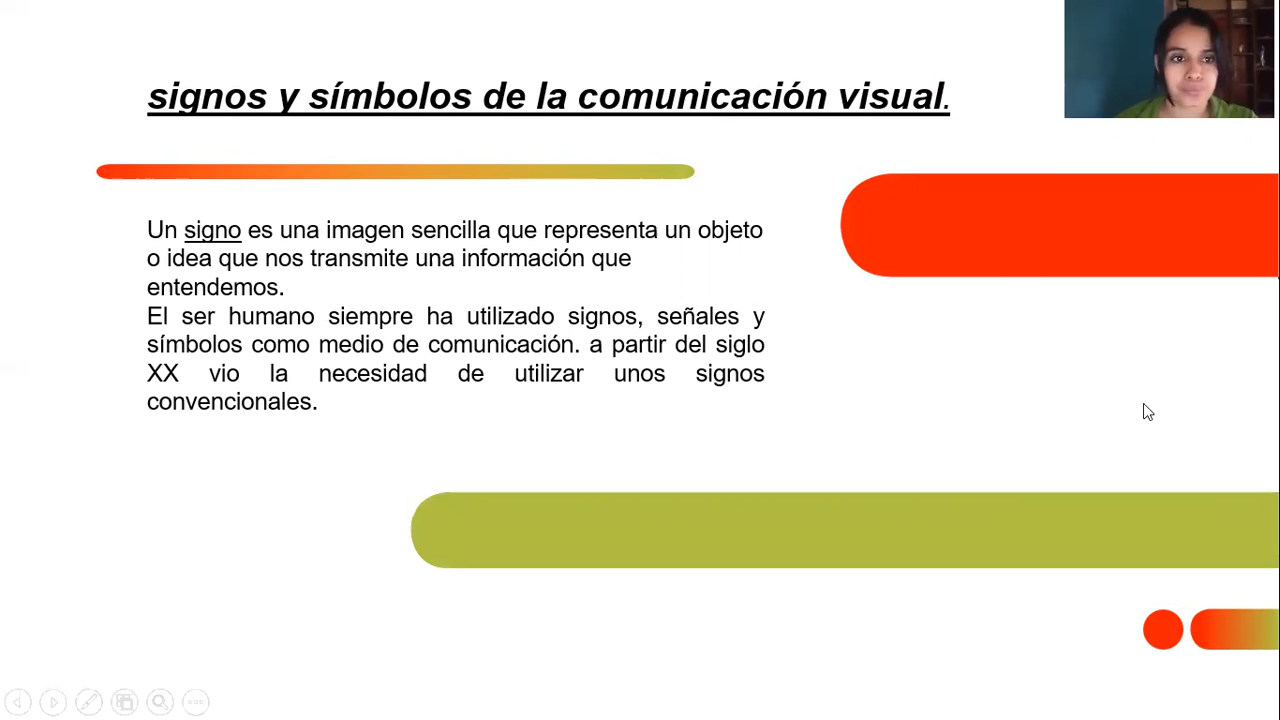 signos y símbolos de la comunicación visual.
Un signo es una imagen sencilla que representa un objeto
o idea que nos transmite una información que
entendemos.
El ser humano siempre ha utilizado signos, señales y
símbolos como medio de comunicación. a partir del siglo
XX vio la necesidad de utilizar unos signos
convencionales.